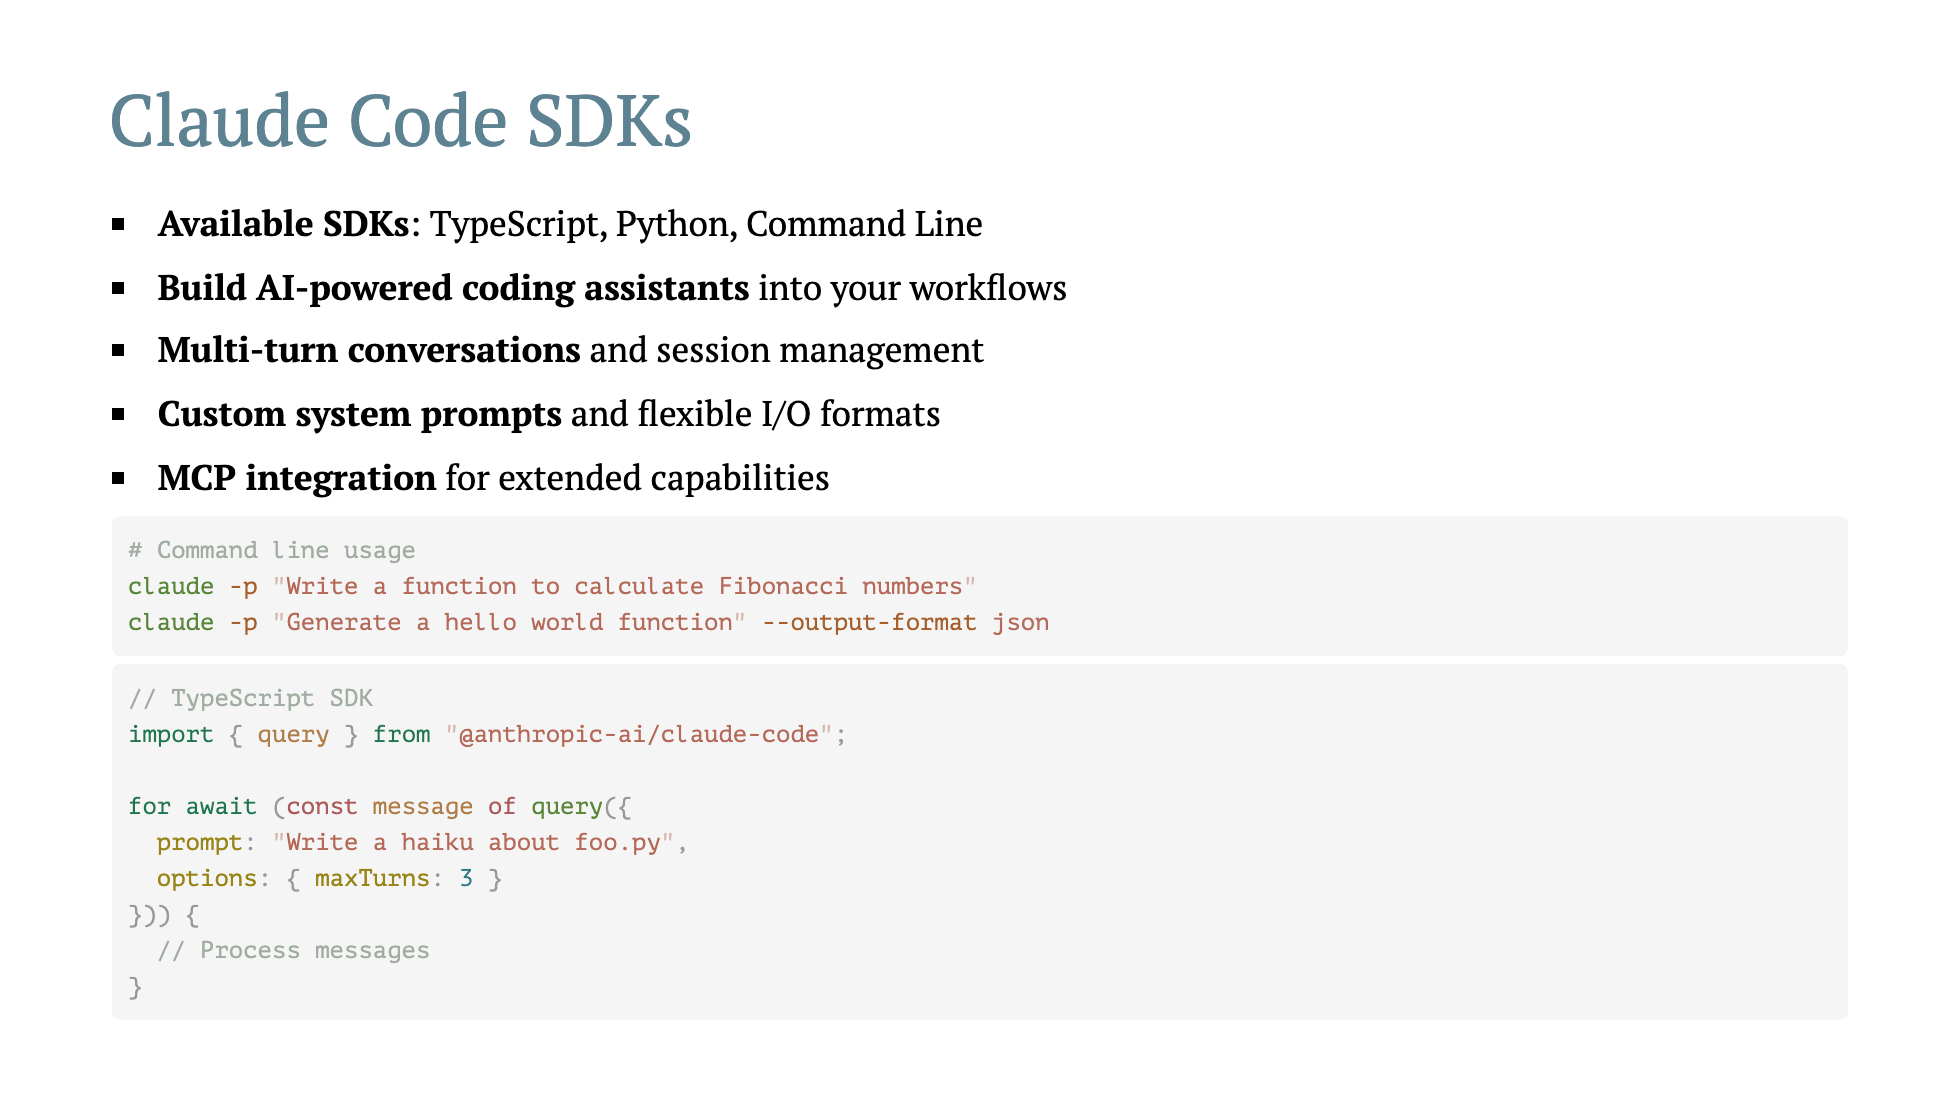 Claude Code SDKs
▪ Available SDKs: TypeScript, Python, Command Line
▪ Build AI-powered coding assistants into your workflows
▪ Multi-turn conversations and session management
▪ Custom system prompts and flexible I/O formats
▪ MCP integration for extended capabilities
# Command line usage
claude -p "Write a function to calculate Fibonacci numbers"
claude -p "Generate a hello world function" --output-format json
// TypeScript SDK
import { query } from "@anthropic-ai/claude-code";

for await (const message of query({
  prompt: "Write a haiku about foo.py",
  options: { maxTurns: 3 }
})) {
  // Process messages
}